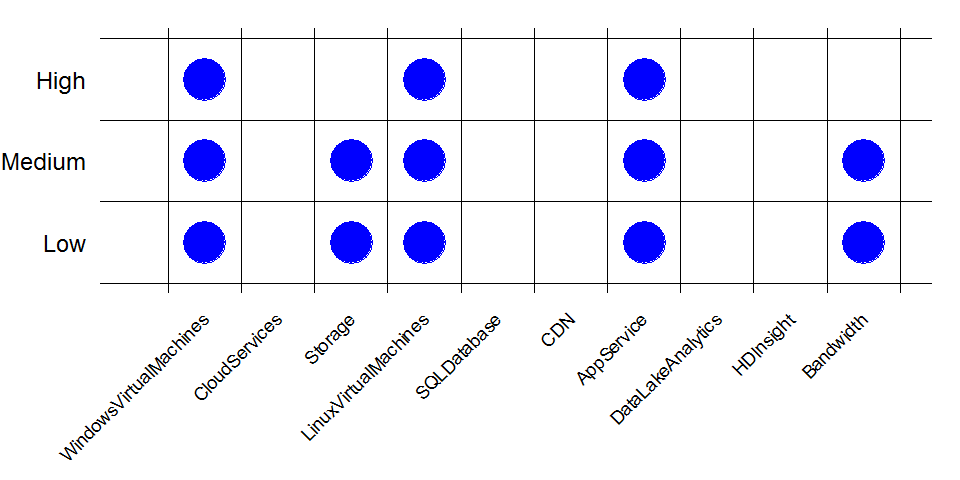 High
Medium
Low
WindowsVirtualMachines
CloudServices
Storage
LinuxVirtualMachines
SQLDatabase
CDN
AppService
DataLakeAnalytics
HDInsight
Bandwidth